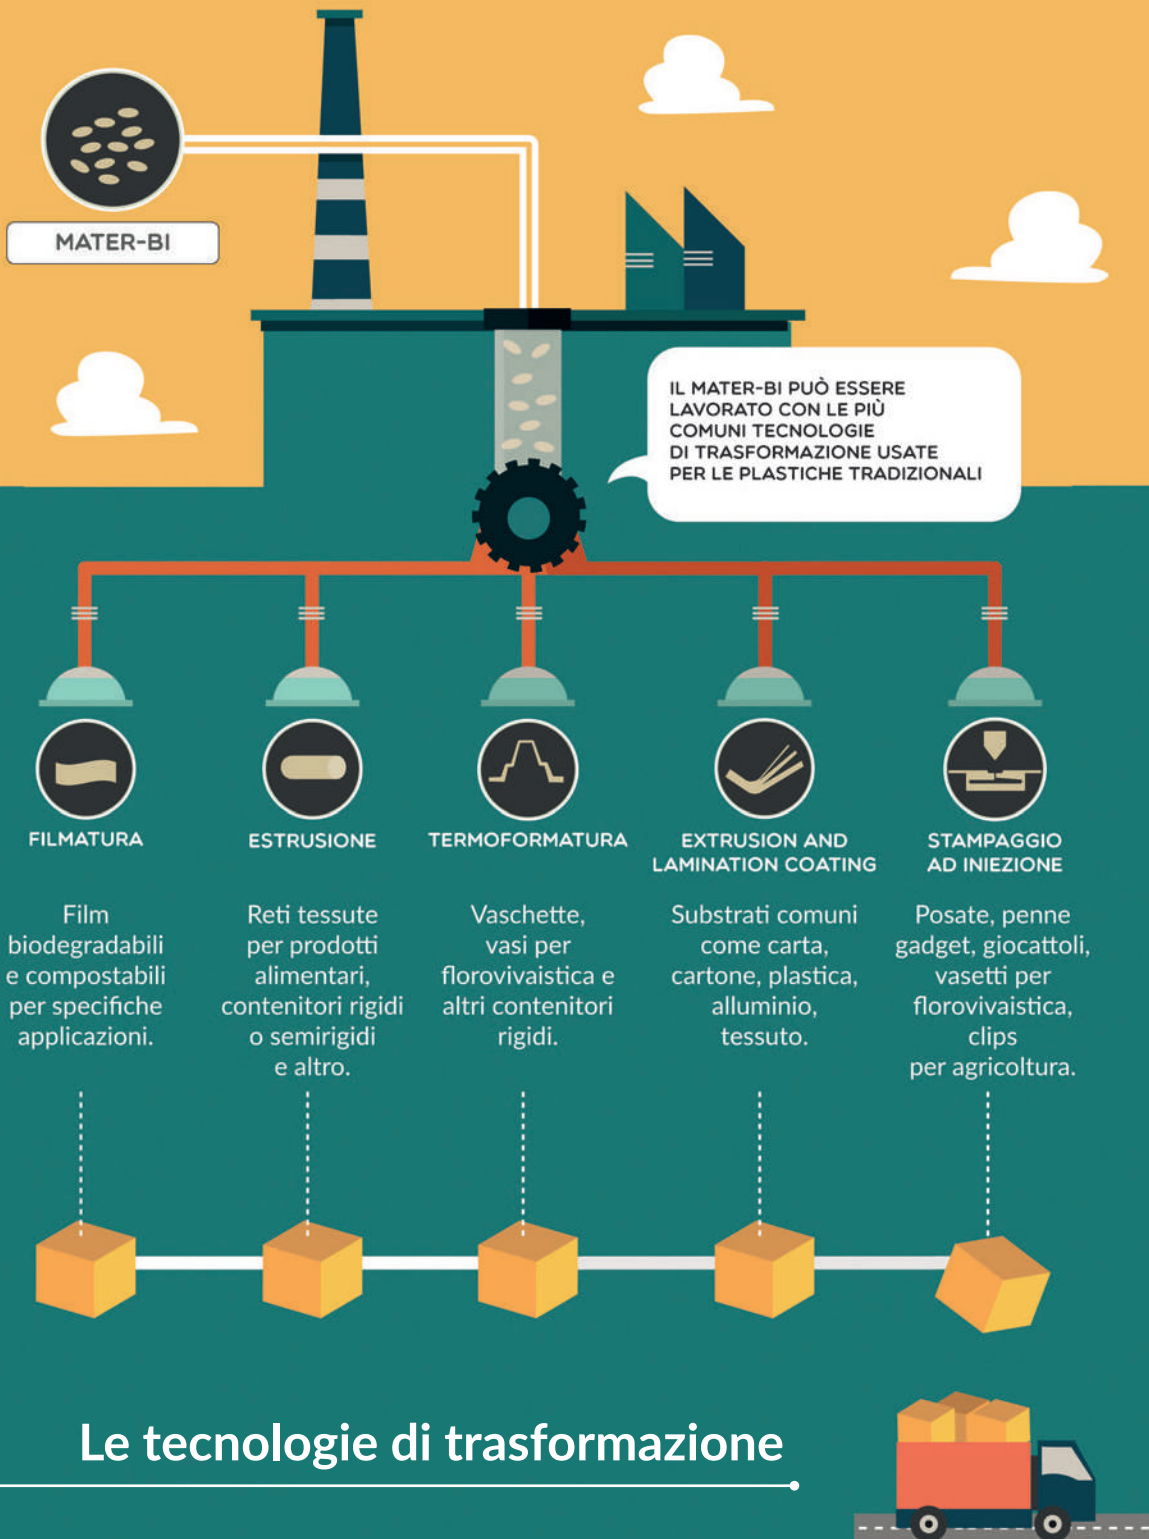 MATER-BI
IL MATER-BI PUÒ ESSERE
LAVORATO CON LE PIÙ
COMUNI TECNOLOGIE
DI TRASFORMAZIONE USATE
PER LE PLASTICHE TRADIZIONALI
FILMATURA
Film
biodegradabili
e compostabili
per specifiche
applicazioni.
ESTRUSIONE
Reti tessute
per prodotti
alimentari,
contenitori rigidi
o semirigidi
e altro.
TERMOFORMATURA
Vaschette,
vasi per
florovivaistica e
altri contenitori
rigidi.
EXTRUSION AND
LAMINATION COATING
Substrati comuni
come carta,
cartone, plastica,
alluminio,
tessuto.
STAMPAGGIO
AD INIEZIONE
Posate, penne
gadget, giocattoli,
vasetti per
florovivaistica,
clips
per agricoltura.
Le tecnologie di trasformazione